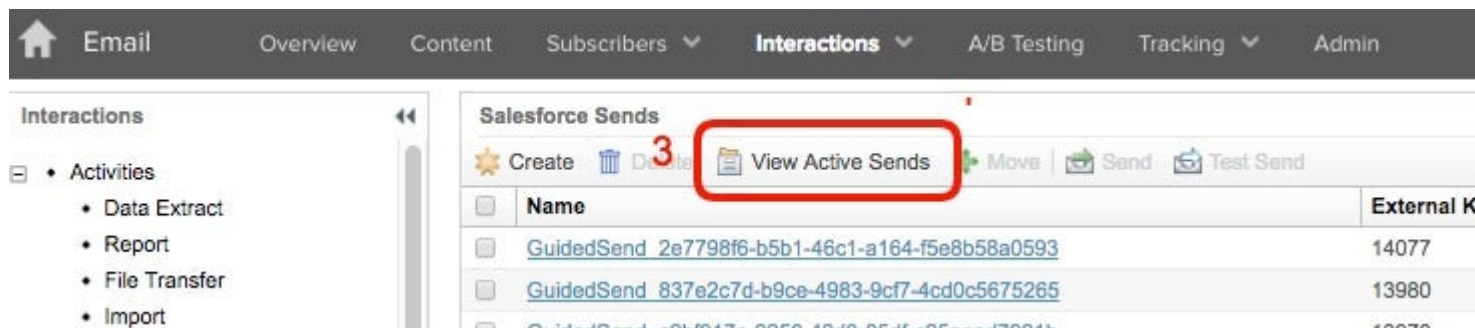 Email Overview Content Subscribers Interactions A/B Testing Tracking Admin
Interactions
Activities
Data Extract
Report
File Transfer
Import
Salesforce Sends
3
Create Delete View Active Sends Move Send Test Send
Name External K
GuidedSend_2e7798f6-b5b1-46c1-a164-f5e8b58a0593 14077
GuidedSend_837e2c7d-b9ce-4983-9cf7-4cd0c5675265 13980